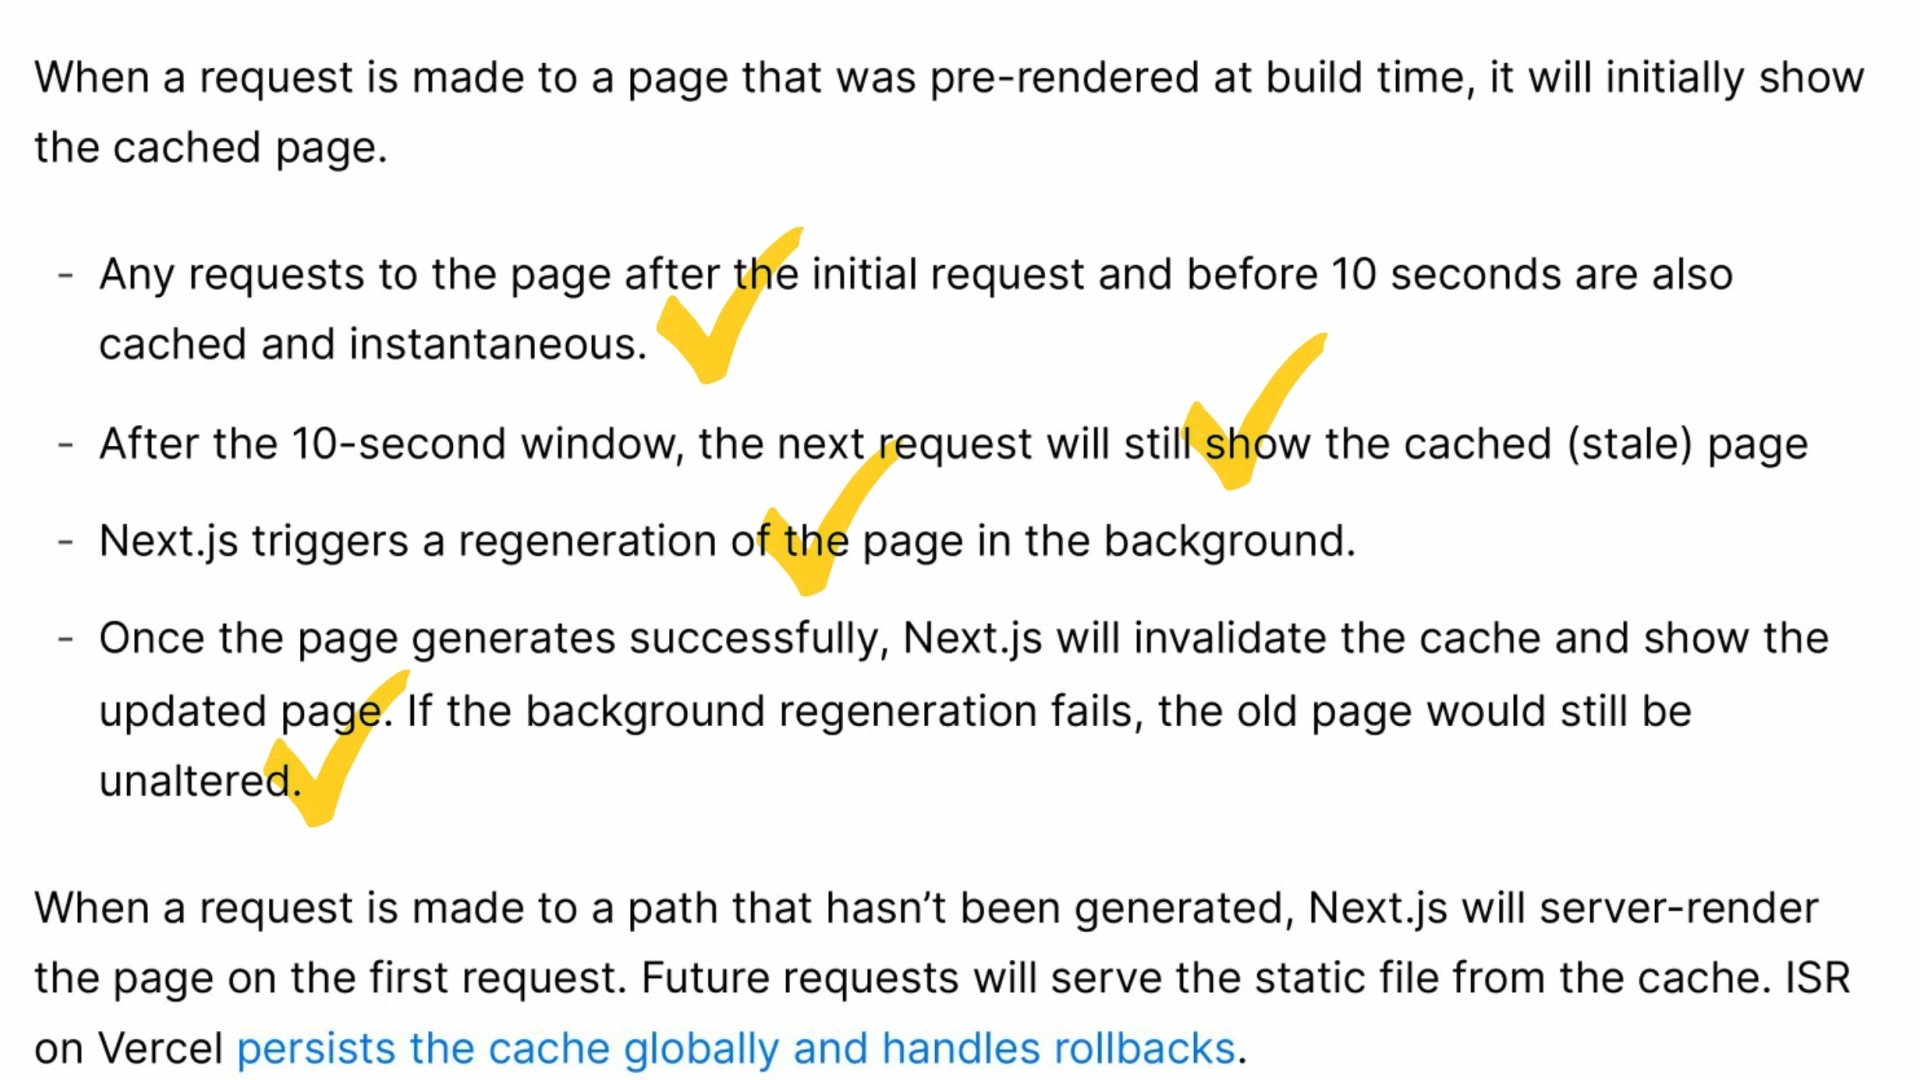 When a request is made to a page that was pre-rendered at build time, it will initially show
the cached page.
- Any requests to the page after the initial request and before 10 seconds are also
cached and instantaneous.
- After the 10-second window, the next request will still show the cached (stale) page
- Next.js triggers a regeneration of the page in the background.
- Once the page generates successfully, Next.js will invalidate the cache and show the
updated page. If the background regeneration fails, the old page would still be
unaltered.
When a request is made to a path that hasn’t been generated, Next.js will server-render
the page on the first request. Future requests will serve the static file from the cache. ISR
on Vercel persists the cache globally and handles rollbacks.